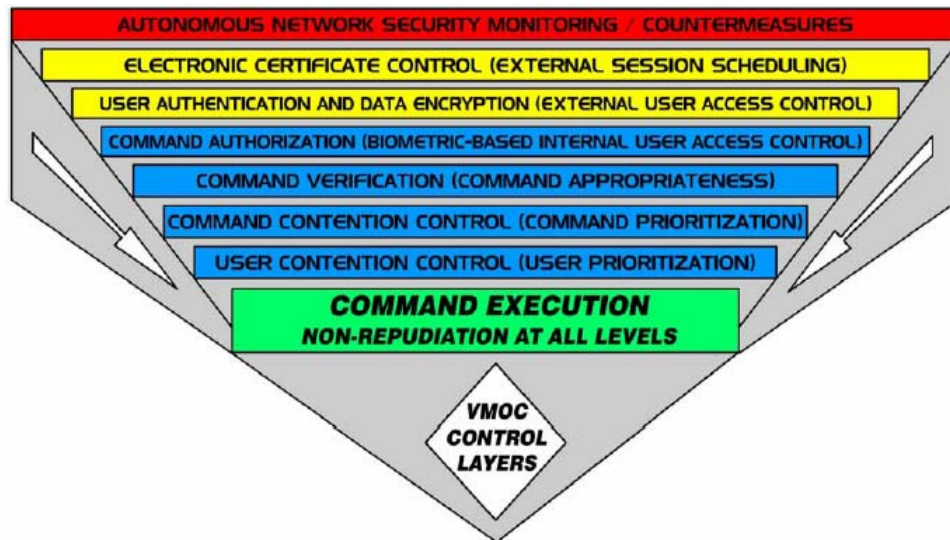 AUTONOMOUS NETWORK SECURITY MONITORING / COUNTERMEASURES
ELECTRONIC CERTIFICATE CONTROL (EXTERNAL SESSION SCHEDULING)
USER AUTHENTICATION AND DATA ENCRYPTION (EXTERNAL USER ACCESS CONTROL)
COMMAND AUTHORIZATION (BIOMETRIC-BASED INTERNAL USER ACCESS CONTROL)
COMMAND VERIFICATION (COMMAND APPROPRIATENESS)
COMMAND CONTENTION CONTROL (COMMAND PRIORITIZATION)
USER CONTENTION CONTROL (USER PRIORITIZATION)
COMMAND EXECUTION
NON-REPUDIATION AT ALL LEVELS
VMOC
CONTROL
LAYERS